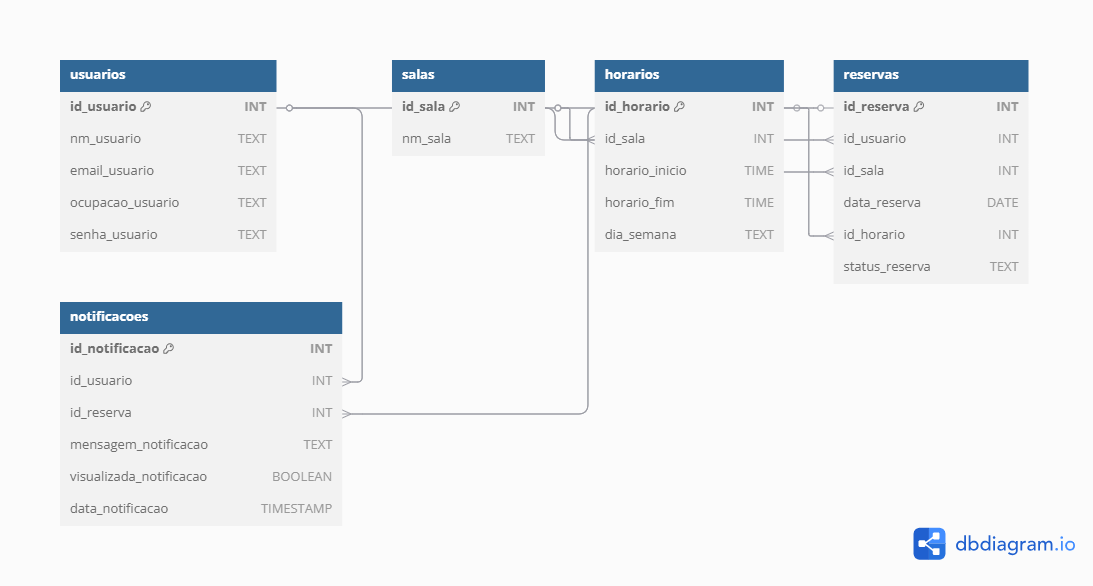 usuarios
id_usuario INT
nm_usuario TEXT
email_usuario TEXT
ocupacao_usuario TEXT
senha_usuario TEXT
salas
id_sala INT
nm_sala TEXT
horarios
id_horario INT
id_sala INT
horario_inicio TIME
horario_fim TIME
dia_semana TEXT
reservas
id_reserva INT
id_usuario INT
id_sala INT
data_reserva DATE
id_horario INT
status_reserva TEXT
notificacoes
id_notificacao INT
id_usuario INT
id_reserva INT
mensagem_notificacao TEXT
visualizada_notificacao BOOLEAN
data_notificacao TIMESTAMP
dbdiagram.io